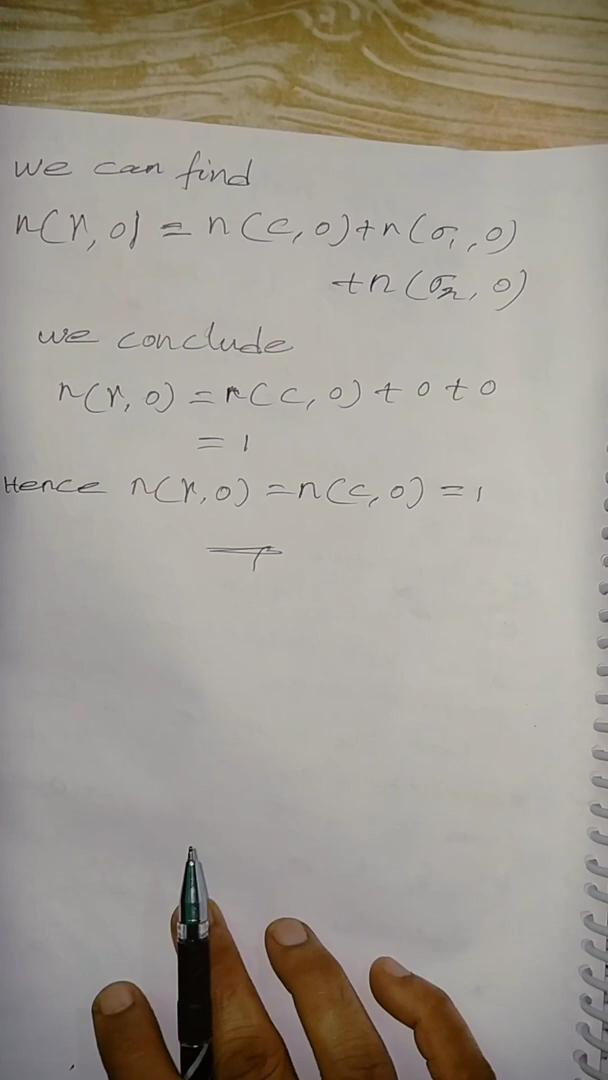 we can find
n(γ, 0) = n(c, 0) + n(σ₁, 0)
+ n(σ₂, 0)
we conclude
n(γ, 0) = n(c, 0) + 0 + 0
= 1
Hence n(γ, 0) = n(c, 0) = 1